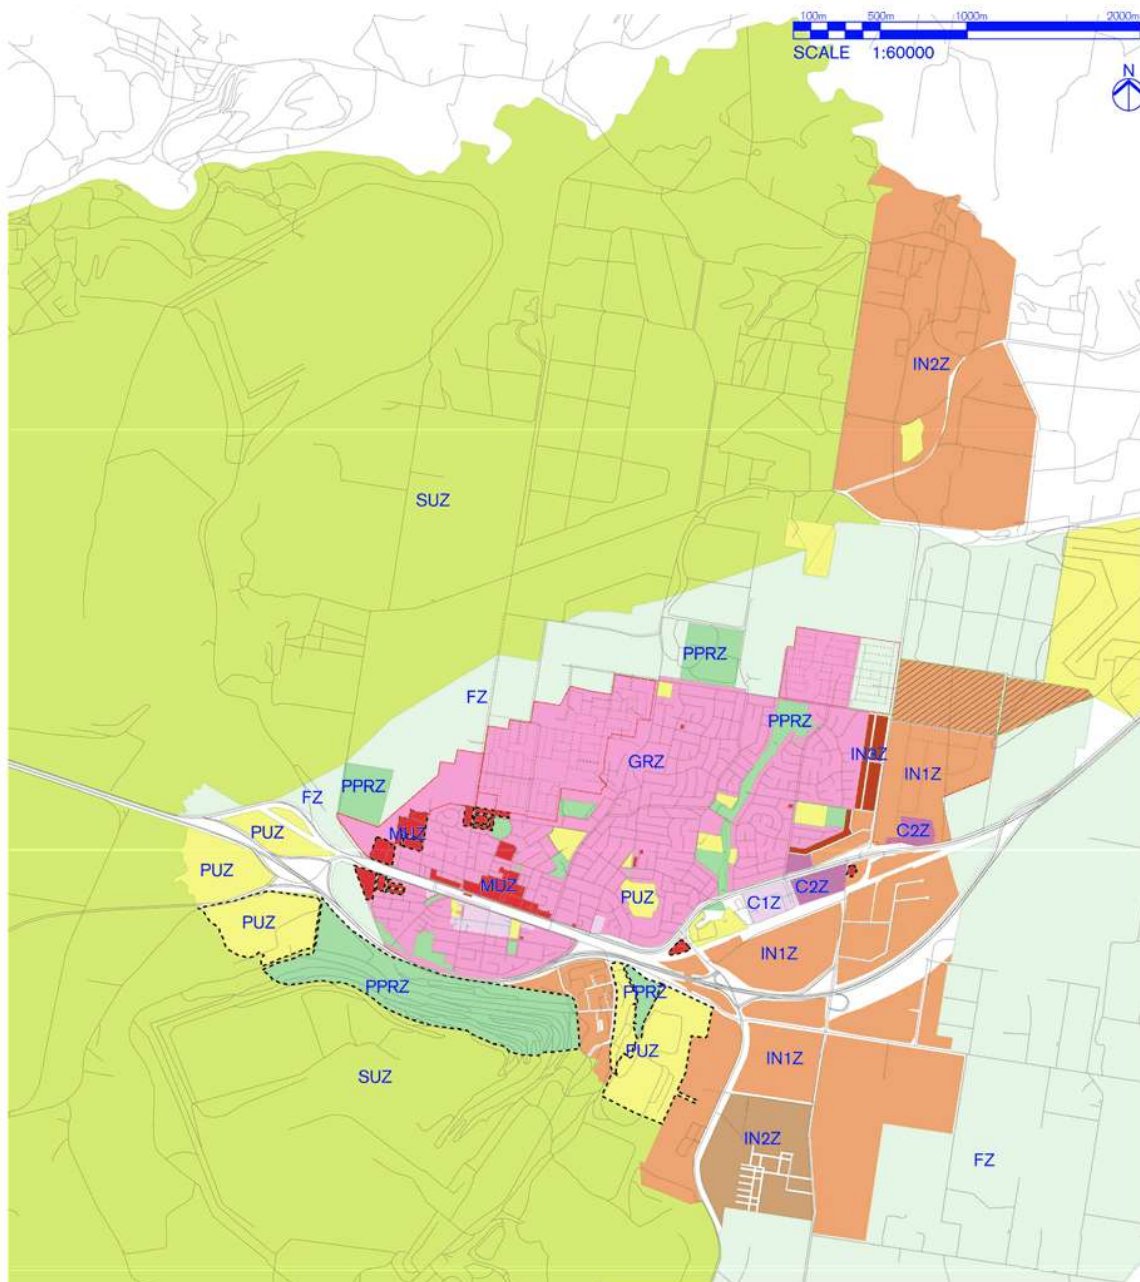 100m 500m 1000m 2000m
SCALE 1:60000
N
IN2Z
SUZ
PPRZ
FZ
PPRZ
GRZ
IN3Z
IN1Z
PPRZ
FZ
PUZ
MUZ
C2Z
PUZ
MUZ
PUZ
C2Z
C1Z
PUZ
IN1Z
PPRZ
PPRZ
PUZ
IN1Z
SUZ
IN2Z
FZ